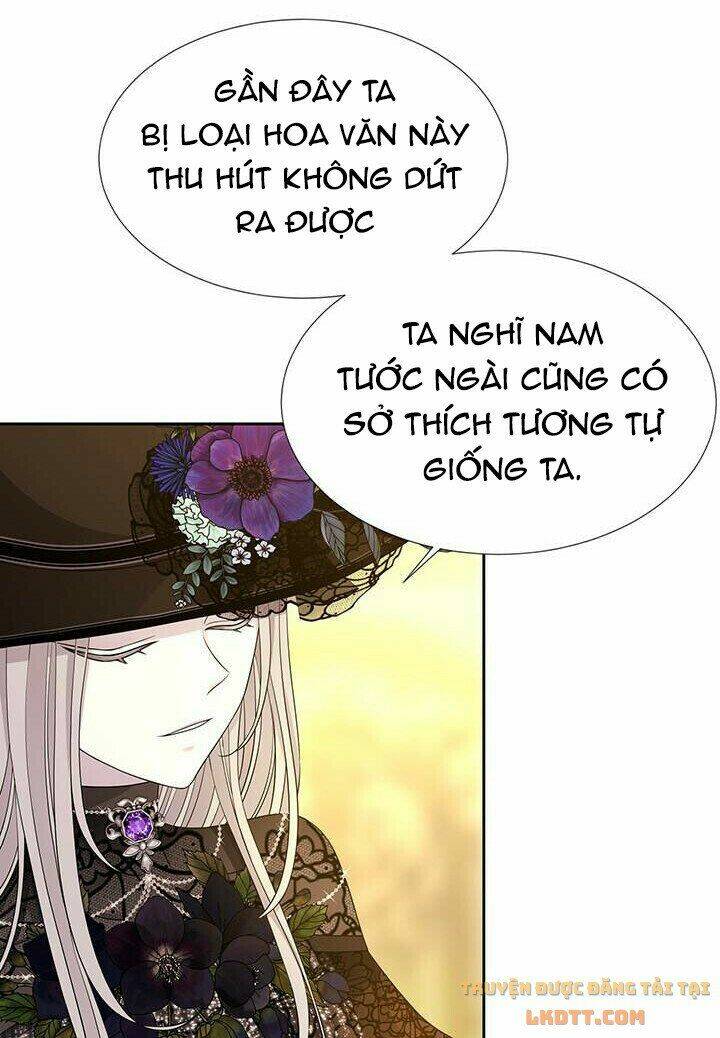 GẦN ĐÂY TA
BỊ LOẠI HOA VĂN NÀY
THU HÚT KHÔNG DỨT
RA ĐƯỢC
TA NGHĨ NAM
TƯỚC NGÀI CŨNG CÓ
SỞ THÍCH TƯƠNG TỰ
GIỐNG TA.
TRUYỆN ĐƯỢC ĐĂNG TẢI TẠI
LKDTT.COM